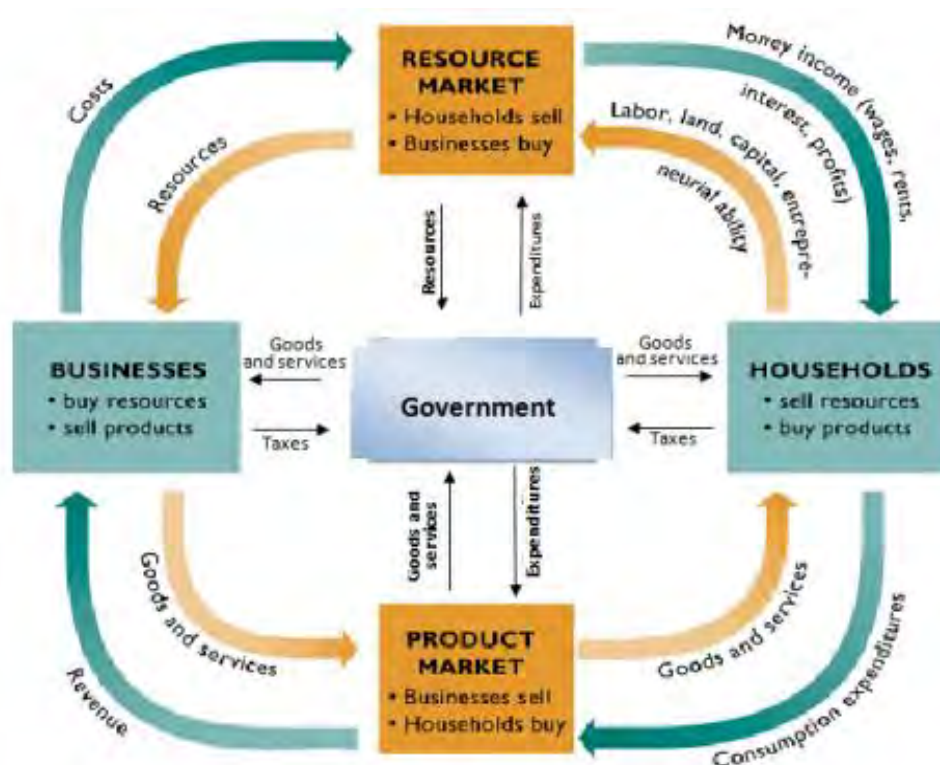 Costs
Resources
RESOURCE
MARKET
• Households sell
• Businesses buy
Money income (wages, rents,
interest, profits)
Labor, land, capital, entrepre-
neurial ability
Resources
Expenditures
BUSINESSES
• buy resources
• sell products
Goods
and services
Taxes
Government
Goods
and services
Taxes
HOUSEHOLDS
• sell resources
• buy products
Goods and
services
Expenditures
Goods and services
Revenue
PRODUCT
MARKET
• Businesses sell
• Households buy
Goods and services
Consumption expenditures